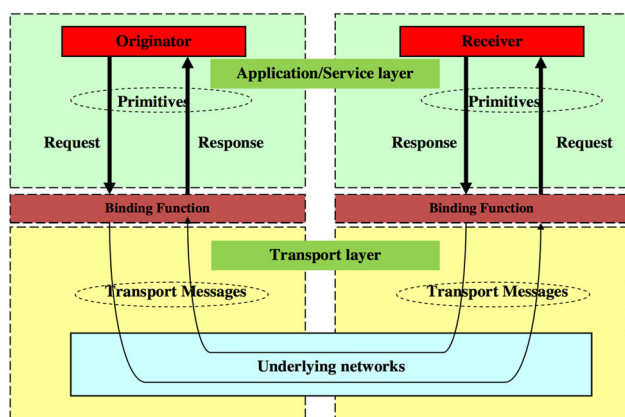 Originator
Receiver
Application/Service layer
Primitives
Primitives
Request
Response
Response
Request
Binding Function
Binding Function
Transport layer
Transport Messages
Transport Messages
Underlying networks